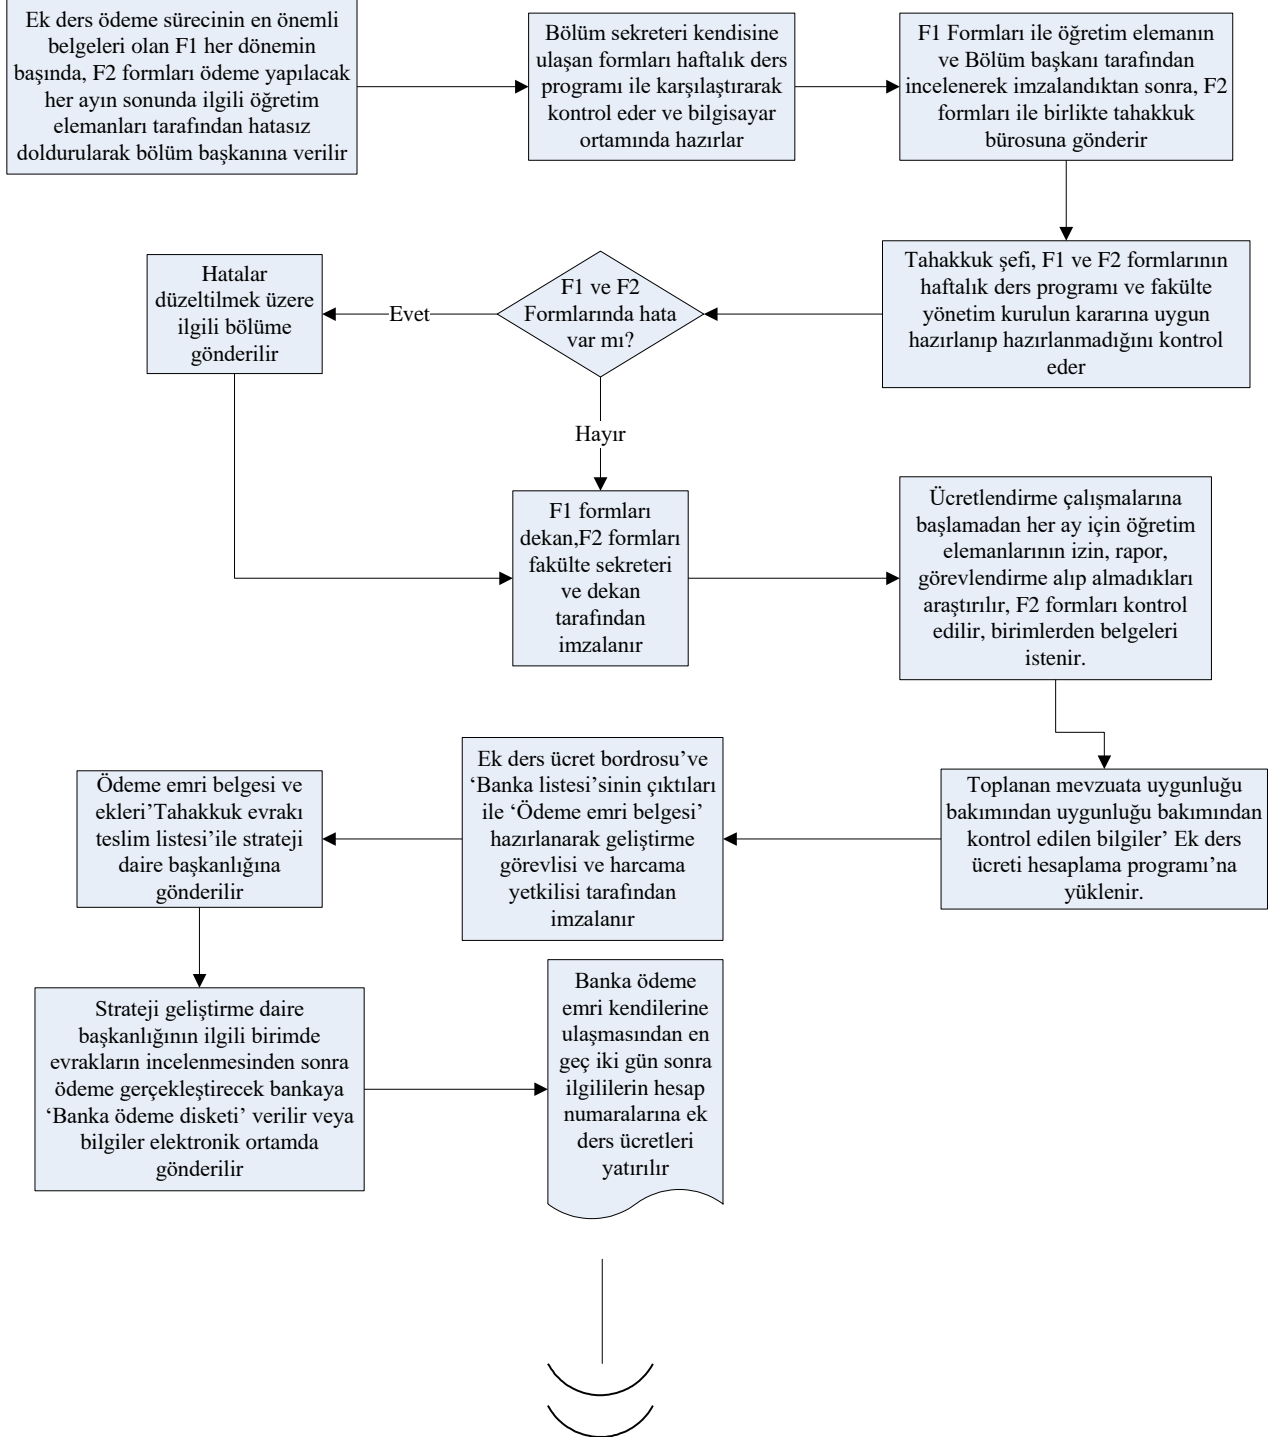 Ek ders ödeme sürecinin en önemli
belgeleri olan F1 her dönemin
başında, F2 formları ödeme yapılacak
her ayın sonunda ilgili öğretim
elemanları tarafından hatasız
doldurularak bölüm başkanına verilir
Bölüm sekreteri kendisine
ulaşan formları haftalık ders
programı ile karşılaştırarak
kontrol eder ve bilgisayar
ortamında hazırlar
F1 Formları ile öğretim elemanın
ve Bölüm başkanı tarafından
incelenerek imzalandıktan sonra, F2
formları ile birlikte tahakkuk
bürosuna gönderir
Tahakkuk şefi, F1 ve F2 formlarının
haftalık ders programı ve fakülte
yönetim kurulun kararına uygun
hazırlanıp hazırlanmadığını kontrol
eder
F1 ve F2
Formlarında hata
var mı?
Evet
Hatalar
düzeltilmek üzere
ilgili bölüme
gönderilir
Hayır
F1 formları
dekan,F2 formları
fakülte sekreteri
ve dekan
tarafından
imzalanır
Ücretlendirme çalışmalarına
başlamadan her ay için öğretim
elemanlarının izin, rapor,
görevlendirme alıp almadıkları
araştırılır, F2 formları kontrol
edilir, birimlerden belgeleri
istenir.
Toplanan mevzuata uygunluğu
bakımından uygunluğu bakımından
kontrol edilen bilgiler’ Ek ders
ücreti hesaplama programı’na
yüklenir.
Ek ders ücret bordrosu’ve
‘Banka listesi’sinin çıktıları
ile ‘Ödeme emri belgesi’
hazırlanarak geliştirme
görevlisi ve harcama
yetkilisi tarafından
imzalanır
Ödeme emri belgesi ve
ekleri’Tahakkuk evrakı
teslim listesi’ile strateji
daire başkanlığına
gönderilir
Strateji geliştirme daire
başkanlığının ilgili birimde
evrakların incelenmesinden sonra
ödeme gerçekleştirecek bankaya
‘Banka ödeme disketi’ verilir veya
bilgiler elektronik ortamda
gönderilir
Banka ödeme
emri kendilerine
ulaşmasından en
geç iki gün sonra
ilgililerin hesap
numaralarına ek
ders ücretleri
yatırılır